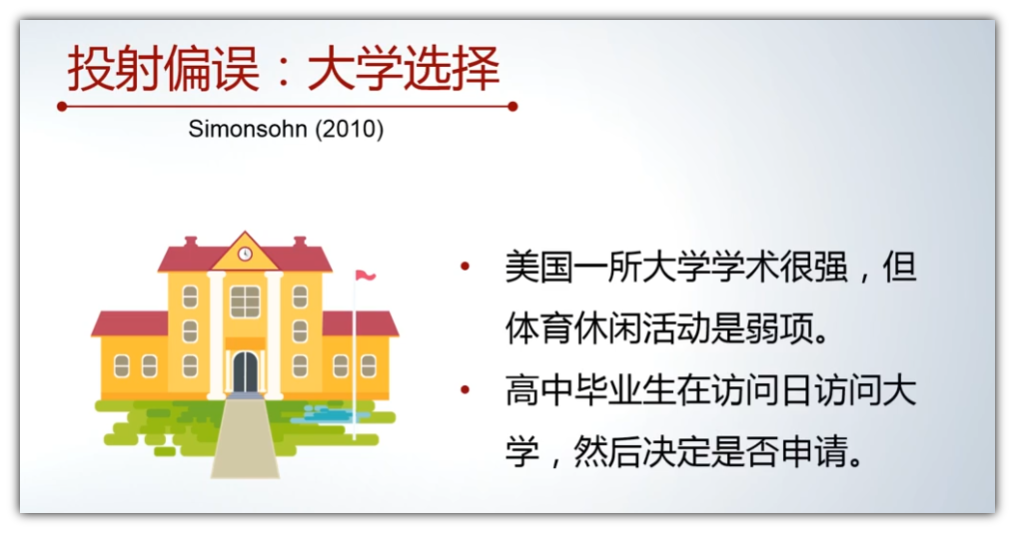 投射偏误：大学选择
Simonsohn (2010)
• 美国一所大学学术很强，但
体育休闲活动是弱项。
• 高中毕业生在访问日访问大
学，然后决定是否申请。